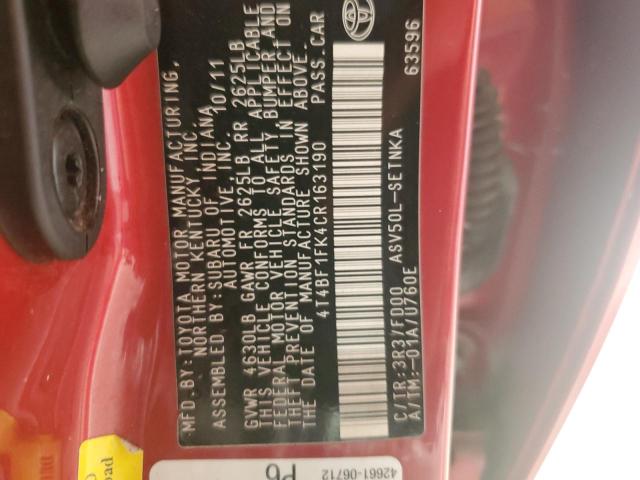 MFD.BY:TOYOTA MOTOR MANUFACTURING,
NORTHERN KENTUCKY, INC.
ASSEMBLED BY:SUBARU OF INDIANA
AUTOMOTIVE,INC. 10/11
GVWR 4630LB GAWR FR 2625LB RR 2625LB
THIS VEHICLE CONFORMS TO ALL APPLICABLE
FEDERAL MOTOR VEHICLE SAFETY, BUMPER,AND
THEFT PREVENTION STANDARDS IN EFFECT ON
THE DATE OF MANUFACTURE SHOWN ABOVE.
4T4BF1FK4CR163190 PASS. CAR
C/TR:3R3/FD00 ASV50L-SETNKA
A/TM:-01A/U760E 63596
42661-06712